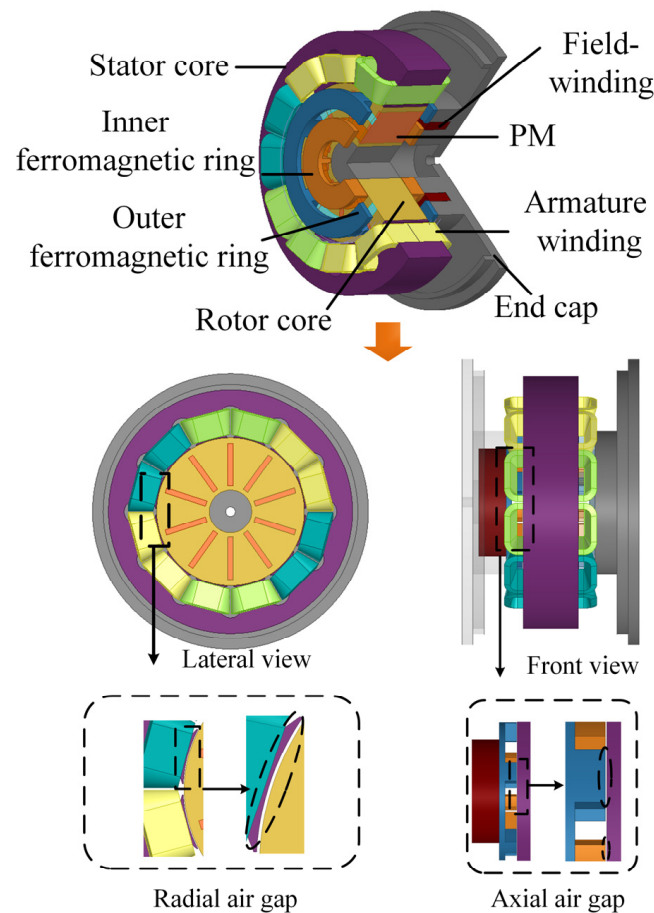 Stator core
Field-
winding
Inner
ferromagnetic ring
PM
Outer
ferromagnetic ring
Armature
winding
Rotor core
End cap
Lateral view
Front view
Radial air gap
Axial air gap